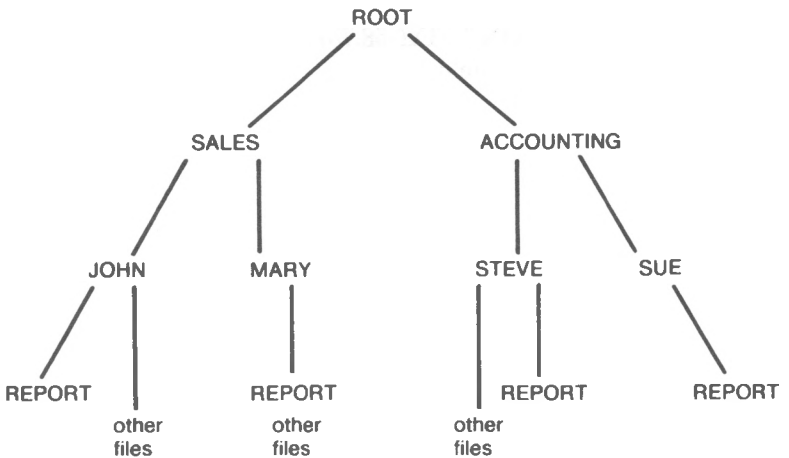 ROOT
SALES
ACCOUNTING
JOHN
MARY
STEVE
SUE
REPORT
REPORT
REPORT
REPORT
other
files
other
files
other
files